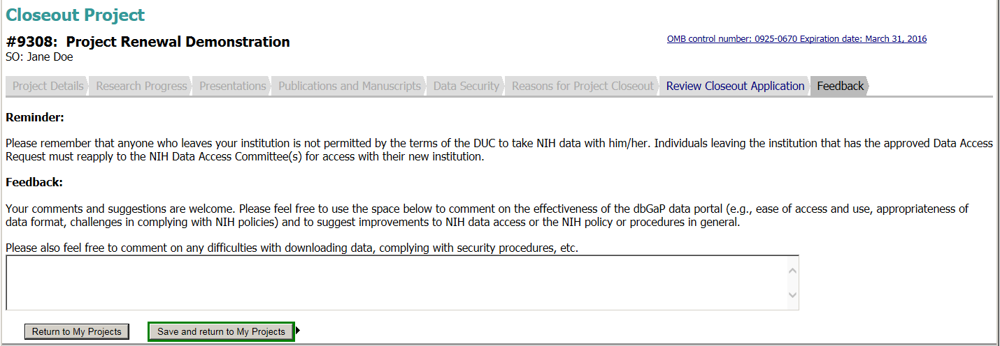 Closeout Project
#9308:  Project Renewal Demonstration
OMB control number: 0925-0670 Expiration date: March 31, 2016
SO: Jane Doe
Project Details
Research Progress
Presentations
Publications and Manuscripts
Data Security
Reasons for Project Closeout
Review Closeout Application
Feedback
Reminder:
Please remember that anyone who leaves your institution is not permitted by the terms of the DUC to take NIH data with him/her. Individuals leaving the institution that has the approved Data Access
Request must reapply to the NIH Data Access Committee(s) for access with their new institution.
Feedback:
Your comments and suggestions are welcome. Please feel free to use the space below to comment on the effectiveness of the dbGaP data portal (e.g., ease of access and use, appropriateness of
data format, challenges in complying with NIH policies) and to suggest improvements to NIH data access or the NIH policy or procedures in general.
Please also feel free to comment on any difficulties with downloading data, complying with security procedures, etc.
Return to My Projects
Save and return to My Projects